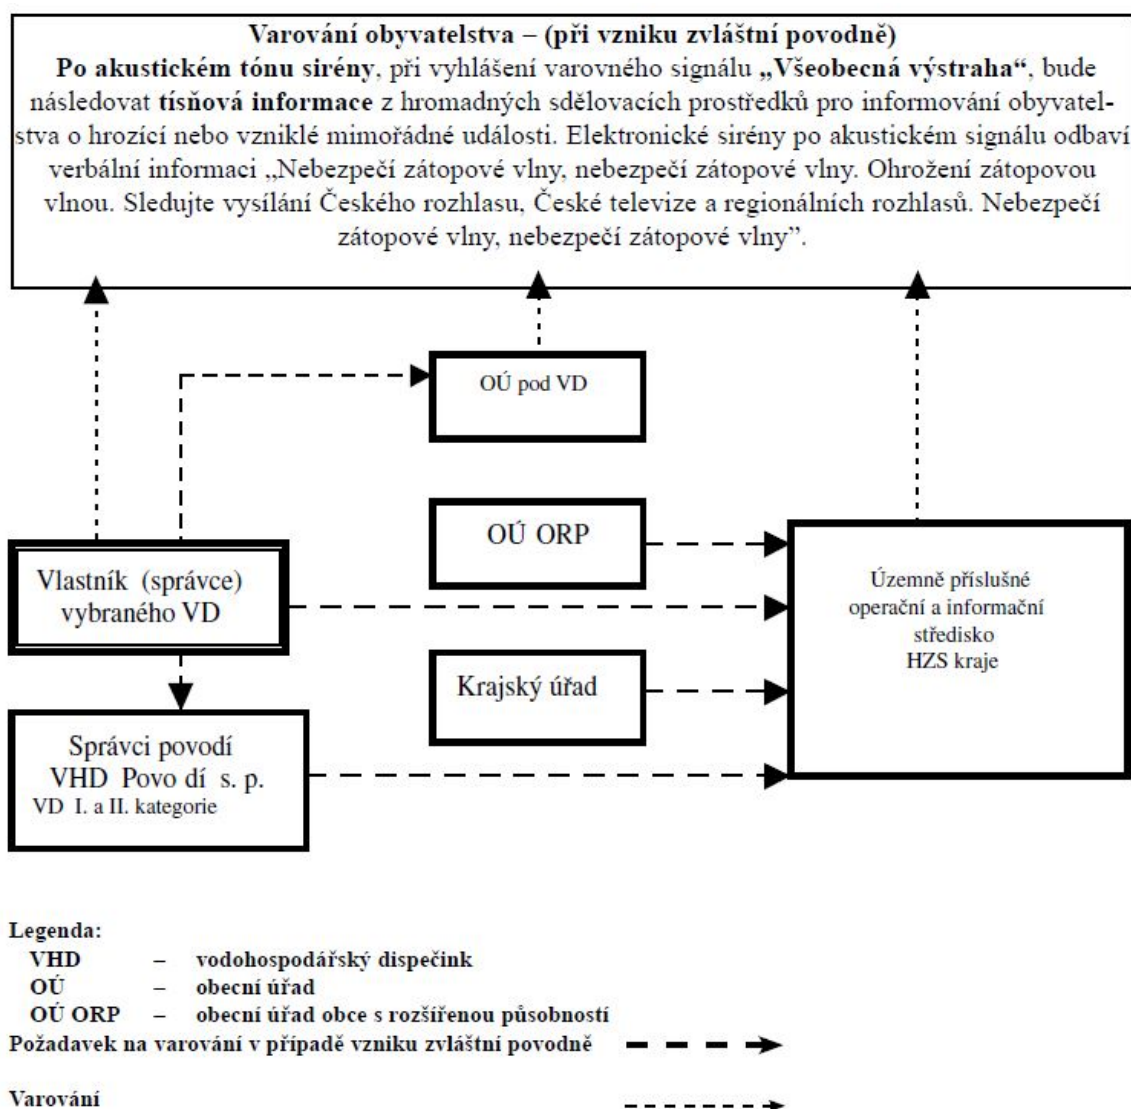 Varování obyvatelstva – (při vzniku zvláštní povodně)
Po akustickém tónu sirény, při vyhlášení varovného signálu „Všeobecná výstraha“, bude
následovat tísňová informace z hromadných sdělovacích prostředků pro informování obyvatel-
stva o hrozící nebo vzniklé mimořádné události. Elektronické sirény po akustickém signálu odbaví
verbální informaci „Nebezpečí zátopové vlny, nebezpečí zátopové vlny. Ohrožení zátopovou
vlnou. Sledujte vysílání Českého rozhlasu, České televize a regionálních rozhlasů. Nebezpečí
zátopové vlny, nebezpečí zátopové vlny”.
OÚ pod VD
OÚ ORP
Vlastník (správce)
vybraného VD
Územně příslušné
operační a informační
středisko
HZS kraje
Krajský úřad
Správci povodí
VHD Povo dí s. p.
VD I. a II. kategorie
Legenda:
VHD – vodohospodářský dispečink
OÚ – obecní úřad
OÚ ORP – obecní úřad obce s rozšířenou působností
Požadavek na varování v případě vzniku zvláštní povodně
Varování